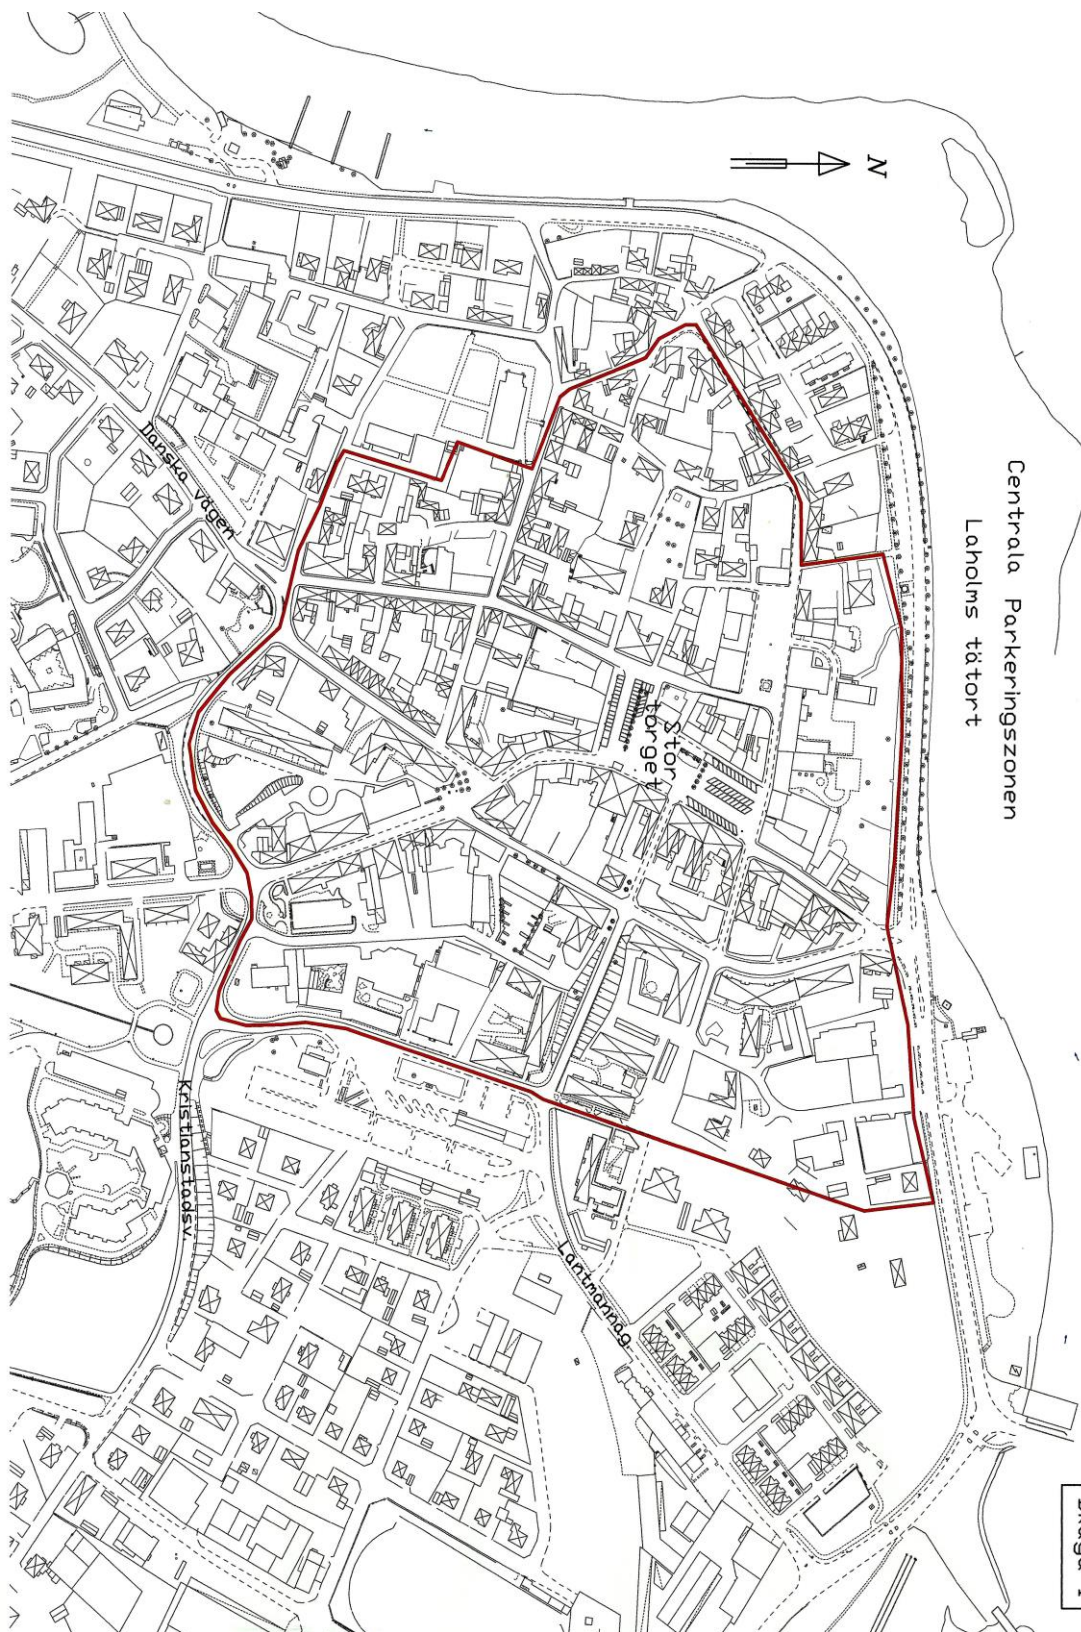 Centrala Parkeringszonen
Laholms tätort
N
Stor
torget
Danska Vägen
Kristianstadsv.
Lantmannag